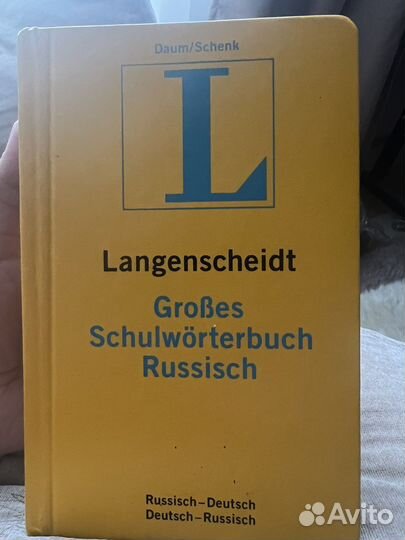 Daum/Schenk
L
Langenscheidt
Großes
Schulwörterbuch
Russisch
Russisch–Deutsch
Deutsch–Russisch
Avito